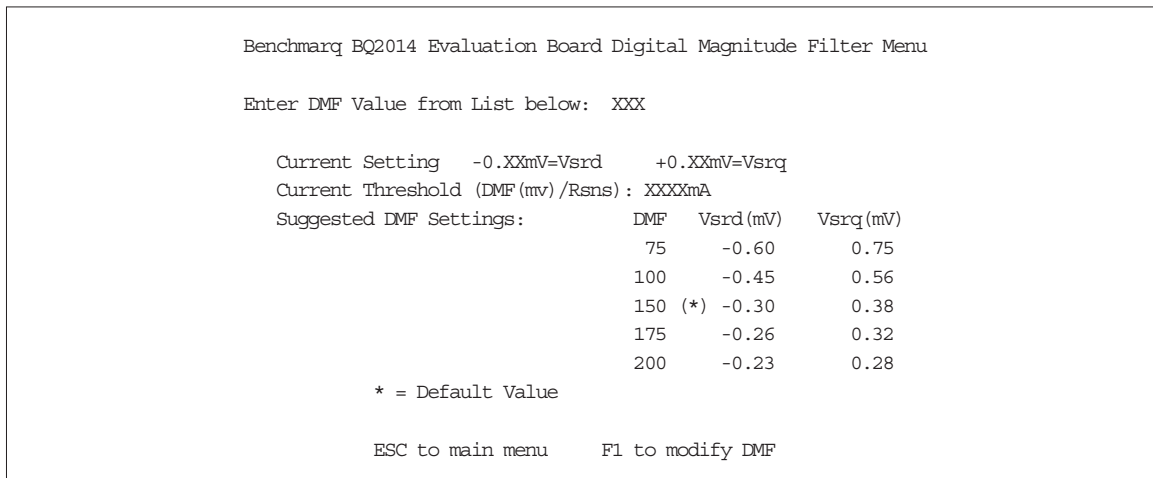 Benchmarq BQ2014 Evaluation Board Digital Magnitude Filter Menu
Enter DMF Value from List below: XXX
Current Setting -0.XXmV=Vsrd +0.XXmV=Vsrq
Current Threshold (DMF(mv)/Rsns): XXXXmA
Suggested DMF Settings: DMF Vsrd(mV) Vsrq(mV)
75 -0.60 0.75
100 -0.45 0.56
150 (*) -0.30 0.38
175 -0.26 0.32
200 -0.23 0.28
* = Default Value
ESC to main menu F1 to modify DMF